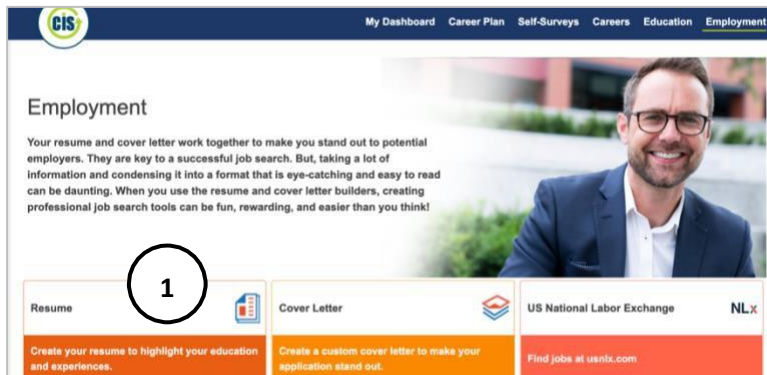 CIS
My Dashboard Career Plan Self-Surveys Careers Education Employment
Employment
Your resume and cover letter work together to make you stand out to potential
employers. They are key to a successful job search. But, taking a lot of
information and condensing it into a format that is eye-catching and easy to read
can be daunting. When you use the resume and cover letter builders, creating
professional job search tools can be fun, rewarding, and easier than you think!
1
Resume
Create your resume to highlight your education
and experiences.
Cover Letter
Create a custom cover letter to make your
application stand out.
US National Labor Exchange NLx
Find jobs at usnlx.com